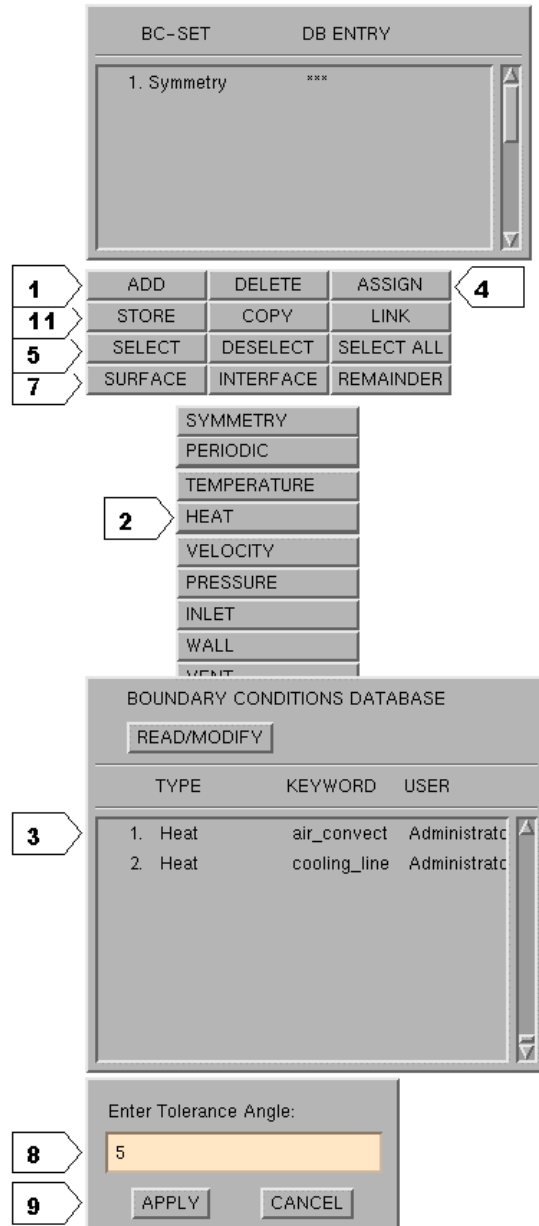 BC-SET DB ENTRY
1. Symmetry ***
1 ADD DELETE ASSIGN 4
11 STORE COPY LINK
5 SELECT DESELECT SELECT ALL
7 SURFACE INTERFACE REMAINDER
SYMMETRY
PERIODIC
TEMPERATURE
2 HEAT
VELOCITY
PRESSURE
INLET
WALL
VENT
BOUNDARY CONDITIONS DATABASE
READ/MODIFY
TYPE KEYWORD USER
3 1. Heat air_convect Administratc
2. Heat cooling_line Administratc
Enter Tolerance Angle:
8 5
9 APPLY CANCEL